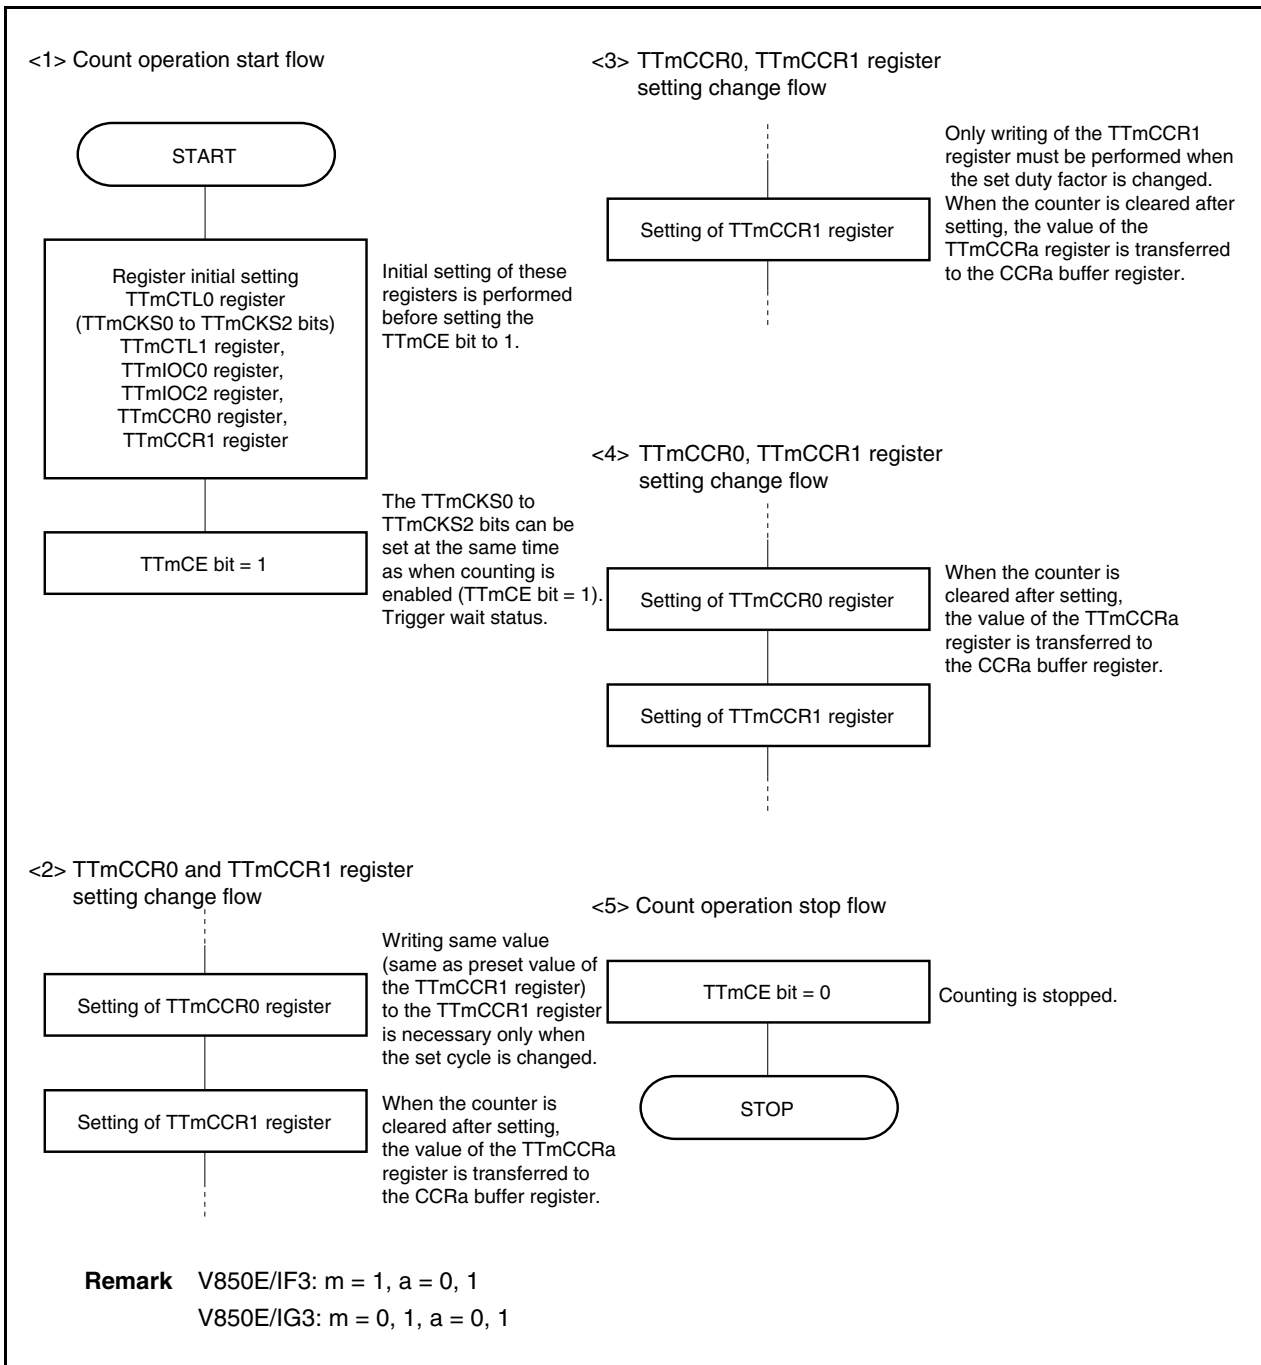 <1> Count operation start flow
START
Register initial setting
TTmCTL0 register
(TTmCKS0 to TTmCKS2 bits)
TTmCTL1 register,
TTmIOC0 register,
TTmIOC2 register,
TTmCCR0 register,
TTmCCR1 register
Initial setting of these
registers is performed
before setting the
TTmCE bit to 1.
TTmCE bit = 1
The TTmCKS0 to
TTmCKS2 bits can be
set at the same time
as when counting is
enabled (TTmCE bit = 1).
Trigger wait status.
<2> TTmCCR0 and TTmCCR1 register
setting change flow
Setting of TTmCCR0 register
Writing same value
(same as preset value of
the TTmCCR1 register)
to the TTmCCR1 register
is necessary only when
the set cycle is changed.
Setting of TTmCCR1 register
When the counter is
cleared after setting,
the value of the TTmCCRa
register is transferred to
the CCRa buffer register.
<3> TTmCCR0, TTmCCR1 register
setting change flow
Setting of TTmCCR1 register
Only writing of the TTmCCR1
register must be performed when
the set duty factor is changed.
When the counter is cleared after
setting, the value of the
TTmCCRa register is transferred
to the CCRa buffer register.
<4> TTmCCR0, TTmCCR1 register
setting change flow
Setting of TTmCCR0 register
When the counter is
cleared after setting,
the value of the TTmCCRa
register is transferred to
the CCRa buffer register.
Setting of TTmCCR1 register
<5> Count operation stop flow
TTmCE bit = 0
Counting is stopped.
STOP
Remark V850E/IF3: m = 1, a = 0, 1
V850E/IG3: m = 0, 1, a = 0, 1